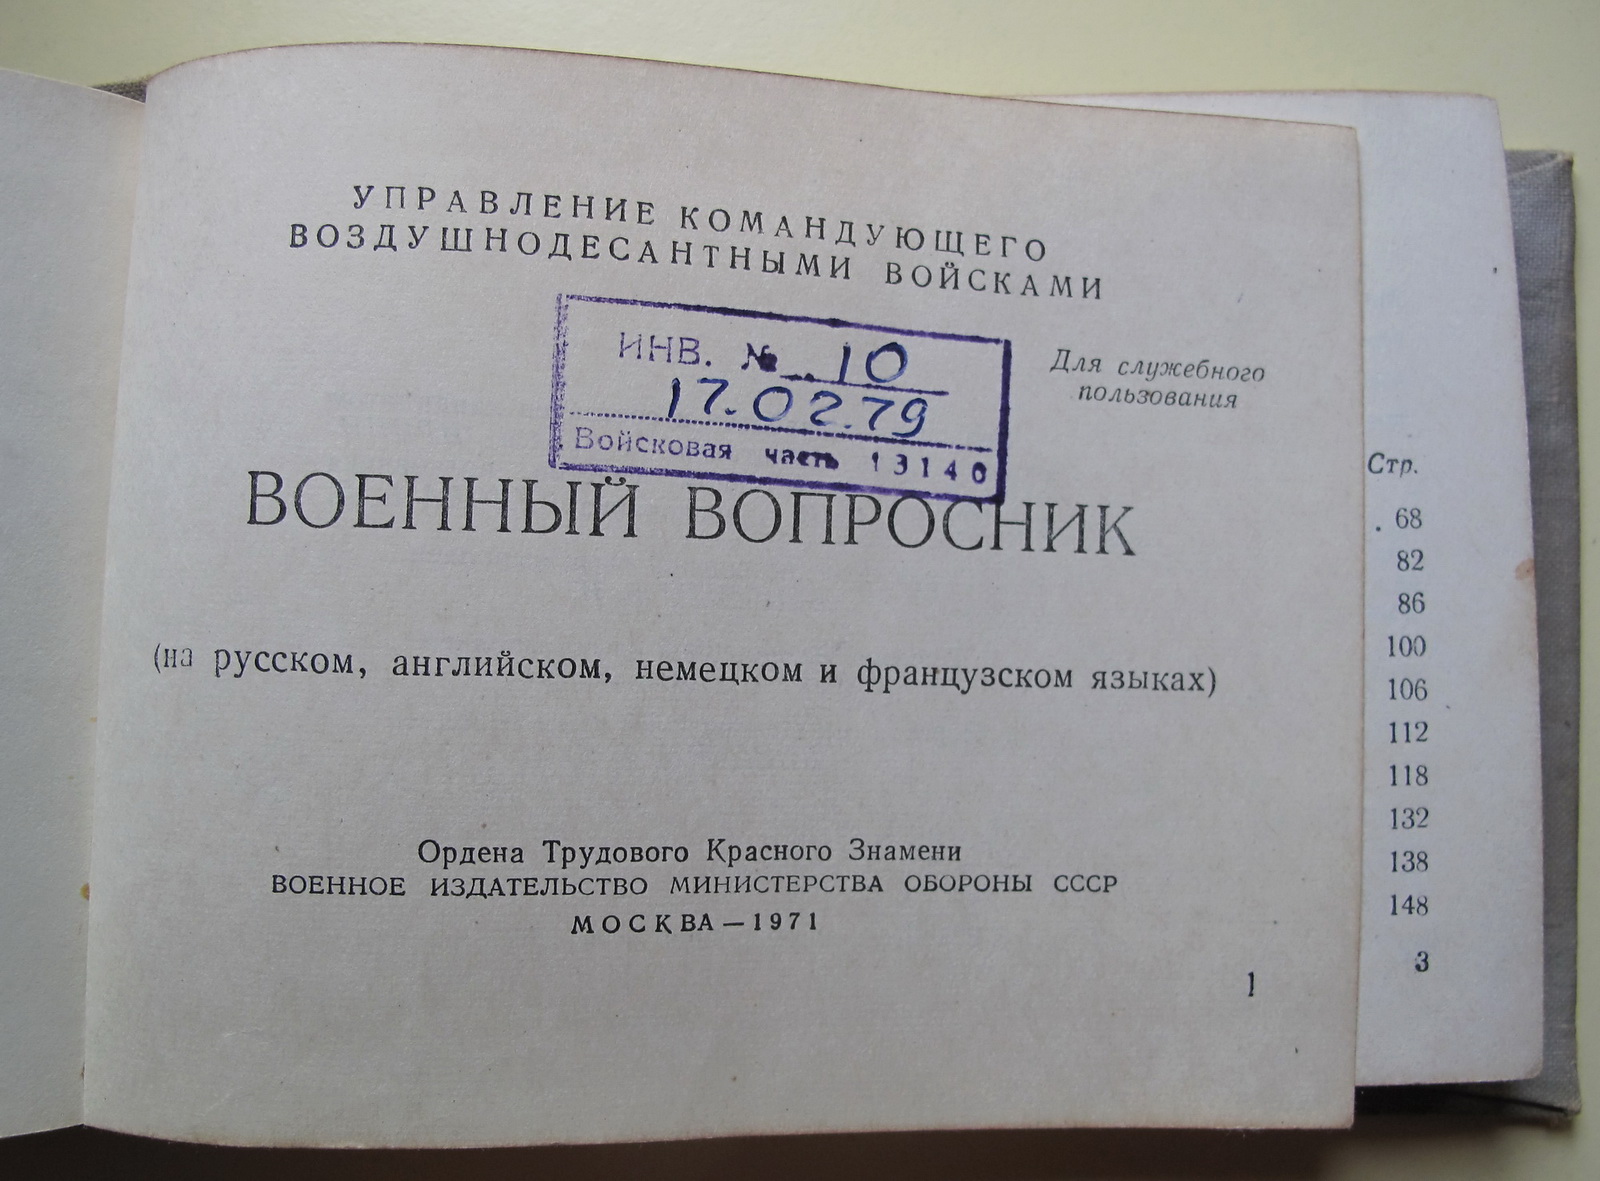 УПРАВЛЕНИЕ КОМАНДУЮЩЕГО
ВОЗДУШНОДЕСАНТНЫМИ ВОЙСКАМИ
ИНВ. № 10
17.02.79
Войсковая часть 13140
Для служебного
пользования
ВОЕННЫЙ ВОПРОСНИК
(на русском, английском, немецком и французском языках)
Ордена Трудового Красного Знамени
ВОЕННОЕ ИЗДАТЕЛЬСТВО МИНИСТЕРСТВА ОБОРОНЫ СССР
МОСКВА — 1971
1
Стр.
. 68
82
86
100
106
112
118
132
138
148
3